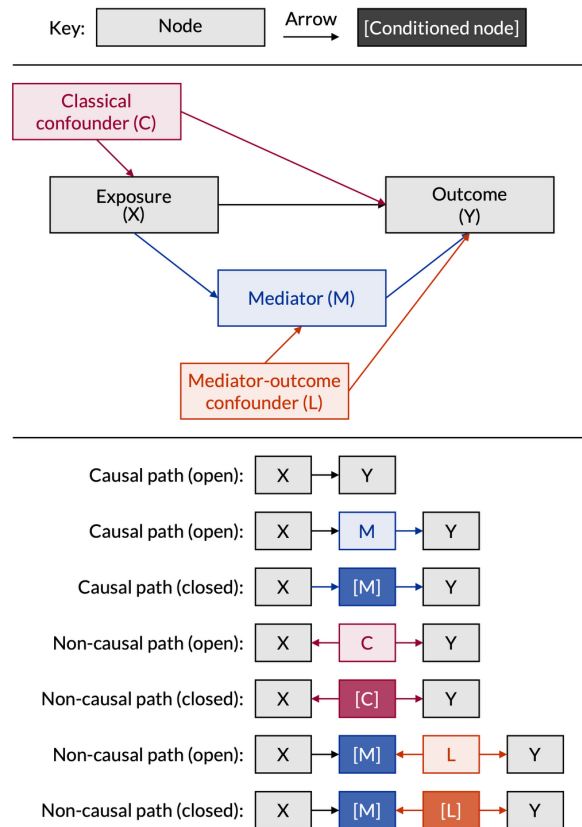 Key: Node Arrow [Conditioned node]
Classical
confounder (C)
Exposure
(X)
Outcome
(Y)
Mediator (M)
Mediator-outcome
confounder (L)
Causal path (open): X Y
Causal path (open): X M Y
Causal path (closed): X [M] Y
Non-causal path (open): X C Y
Non-causal path (closed): X [C] Y
Non-causal path (open): X [M] L Y
Non-causal path (closed): X [M] [L] Y